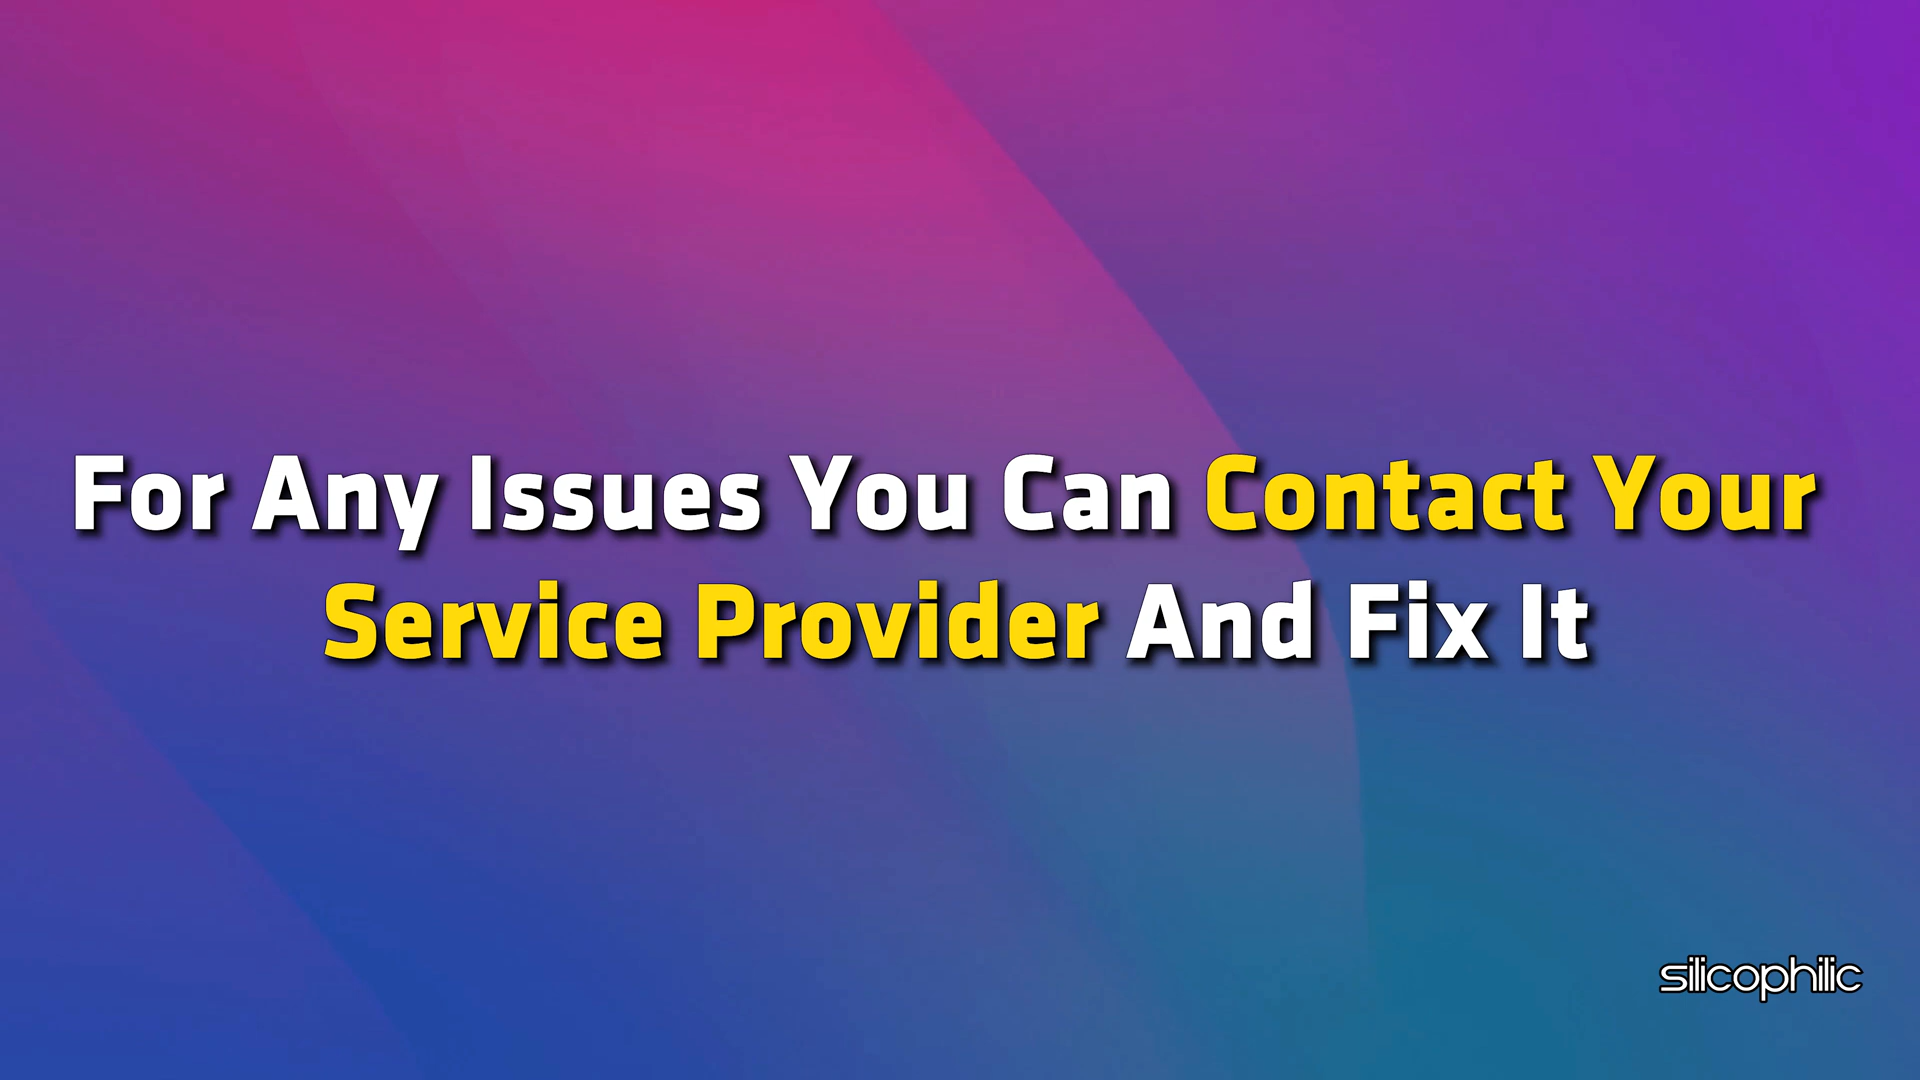 For Any Issues You Can Contact Your
Service Provider And Fix It
silicophilic